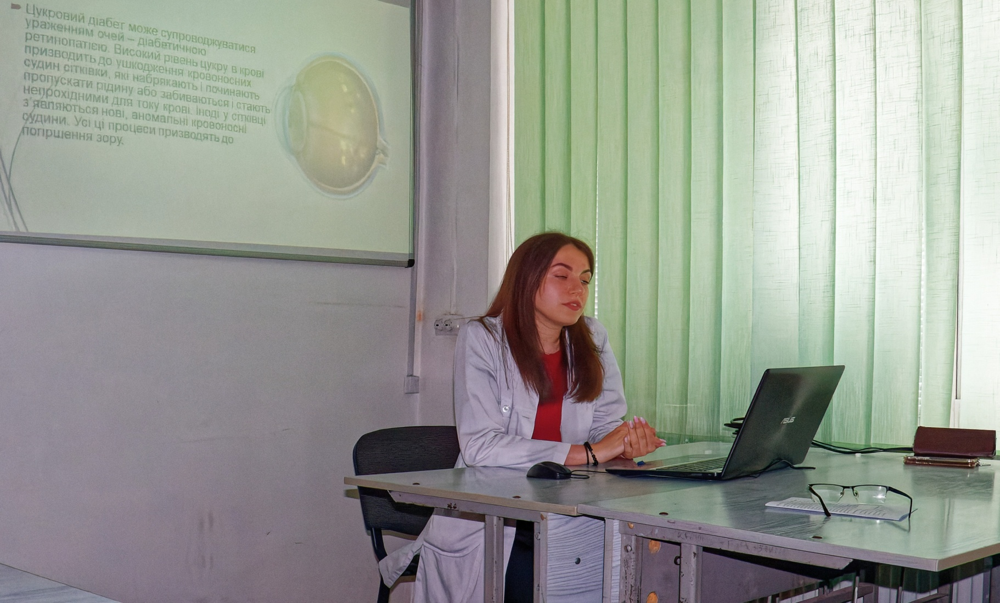 Цукровий діабет може супроводжуватися
ураженням очей – діабетичною
ретинопатією. Високий рівень цукру в крові
призводить до ушкодження кровоносних
судин сітківки, які набрякають і починають
пропускати рідину або забиваються і стають
непрохідними для току крові. Іноді у сітківці
з'являються нові, аномальні кровоносні
судини. Усі ці процеси призводять до
погіршення зору.
ASUS